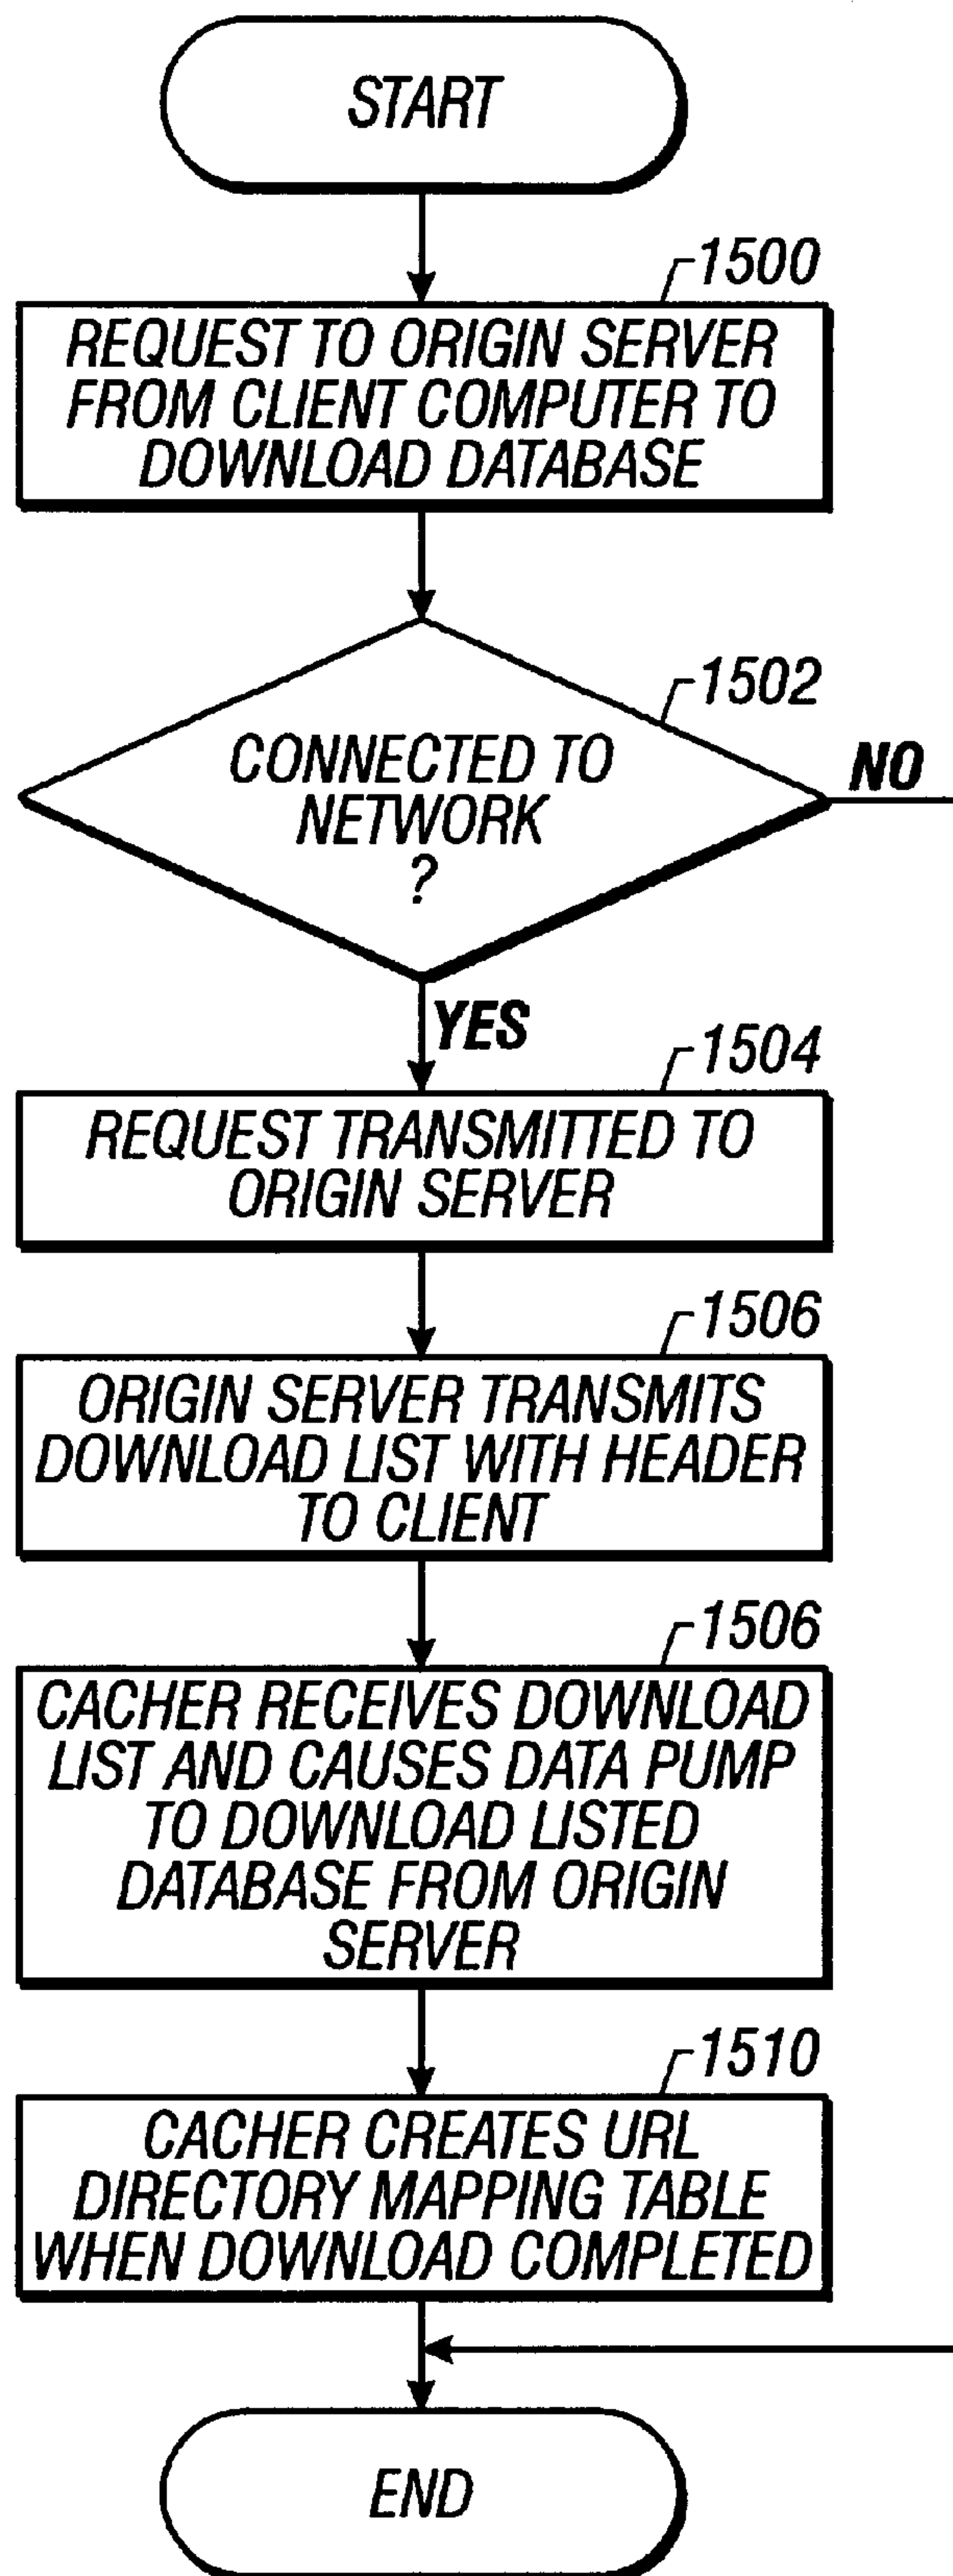 START
1500
REQUEST TO ORIGIN SERVER
FROM CLIENT COMPUTER TO
DOWNLOAD DATABASE
1502
CONNECTED TO
NETWORK
?
NO
YES
1504
REQUEST TRANSMITTED TO
ORIGIN SERVER
1506
ORIGIN SERVER TRANSMITS
DOWNLOAD LIST WITH HEADER
TO CLIENT
1506
CACHER RECEIVES DOWNLOAD
LIST AND CAUSES DATA PUMP
TO DOWNLOAD LISTED
DATABASE FROM ORIGIN
SERVER
1510
CACHER CREATES URL
DIRECTORY MAPPING TABLE
WHEN DOWNLOAD COMPLETED
END